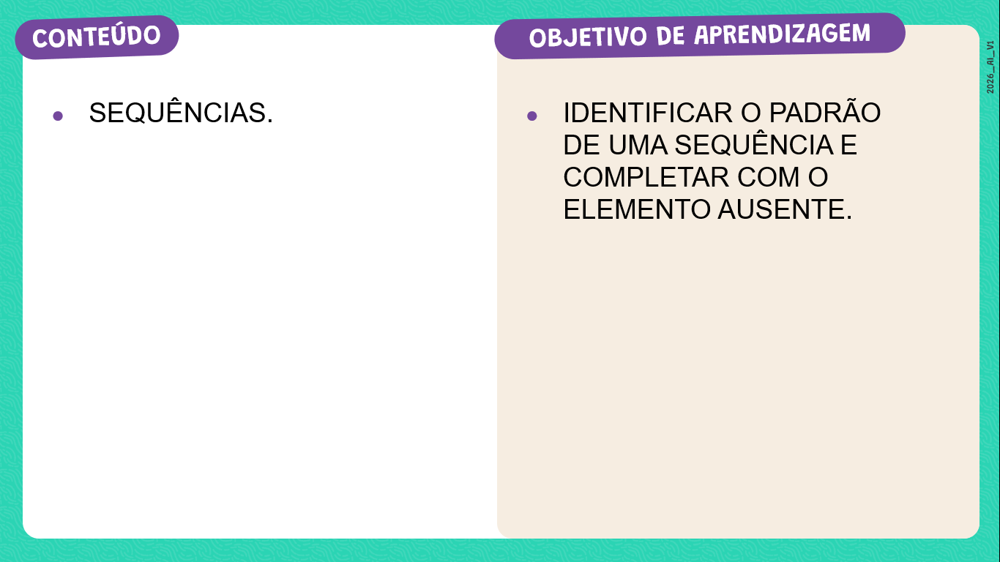 CONTEÚDO
• SEQUÊNCIAS.
OBJETIVO DE APRENDIZAGEM
• IDENTIFICAR O PADRÃO
DE UMA SEQUÊNCIA E
COMPLETAR COM O
ELEMENTO AUSENTE.
2026_AI_V1